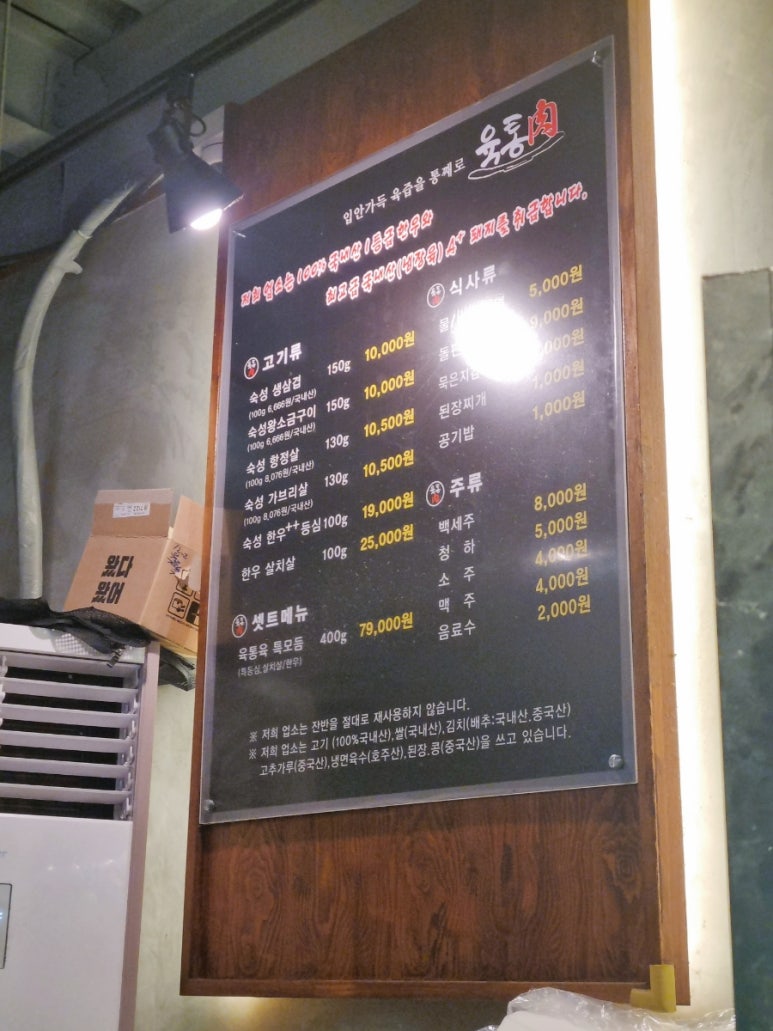 입안가득 육즙을 통째로 육통肉
저희 업소는 100% 국내산 1등급 한우와
최고급 국내산(냉장육) A⁺ 돼지를 취급합니다.
고기류
숙성 생삼겹 150g 10,000원
(100g 6,666원/국내산)
숙성왕소금구이 150g 10,000원
(100g 6,666원/국내산)
숙성 항정살 130g 10,500원
(100g 8,076원/국내산)
숙성 가브리살 130g 10,500원
(100g 8,076원/국내산)
숙성 한우⁺⁺등심 100g 19,000원
한우 살치살 100g 25,000원
셋트메뉴
육통육 특모듬 400g 79,000원
식사류
5,000원
9,000원
묵은지
된장찌개 1,000원
공기밥 1,000원
주류
백세주 8,000원
청 하 5,000원
소 주 4,000원
맥 주 4,000원
음료수 2,000원
※ 저희 업소는 잔반을 절대로 재사용하지 않습니다.
※ 저희 업소는 고기 (100%국내산),쌀(국내산),김치(배추:국내산.중국산)
고추가루(중국산),냉면육수(호주산),된장.콩(중국산)을 쓰고 있습니다.
왔다
왔어